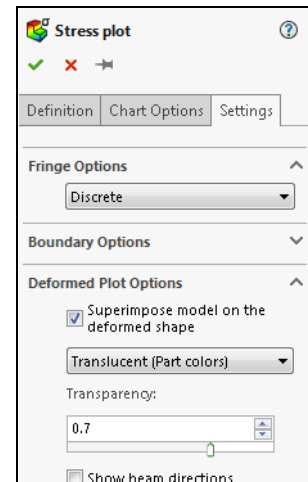 Stress plot
Definition Chart Options Settings
Fringe Options
Discrete
Boundary Options
Deformed Plot Options
Superimpose model on the
deformed shape
Translucent (Part colors)
Transparency:
0.7
Show beam directions